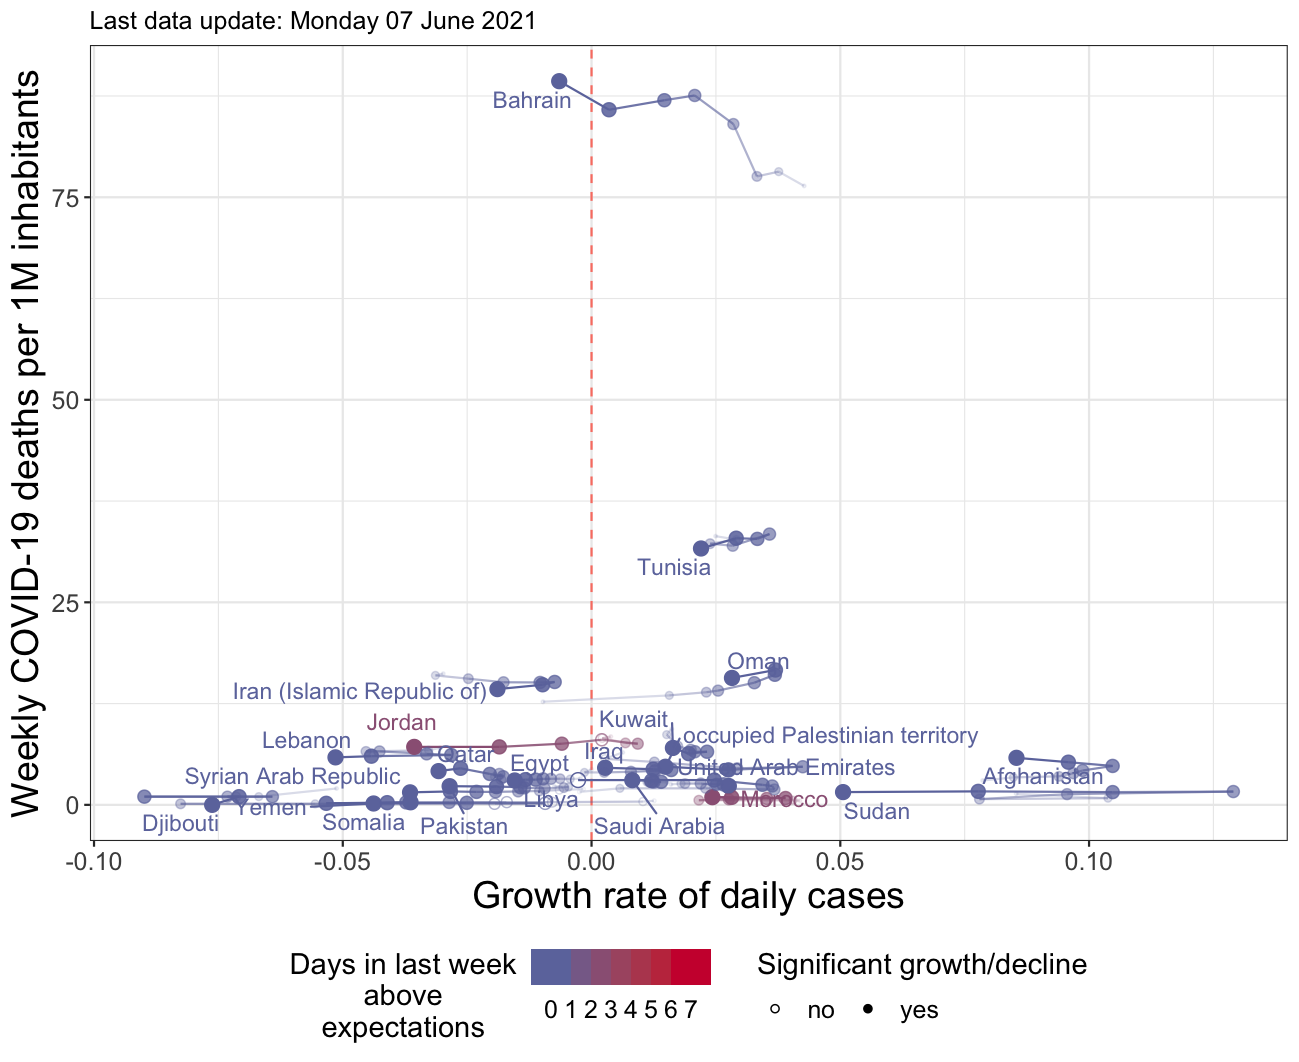 Last data update: Monday 07 June 2021
Weekly COVID-19 deaths per 1M inhabitants
75
50
25
0
Bahrain
Tunisia
Oman
Iran (Islamic Republic of)
Jordan
Kuwait
Lebanon
occupied Palestinian territory
Qatar
Iraq
Egypt
United Arab Emirates
Syrian Arab Republic
Afghanistan
Yemen
Libya
Morocco
Djibouti
Somalia
Pakistan
Saudi Arabia
Sudan
-0.10
-0.05
0.00
0.05
0.10
Growth rate of daily cases
Days in last week
above
expectations
0 1 2 3 4 5 6 7
Significant growth/decline
no
yes